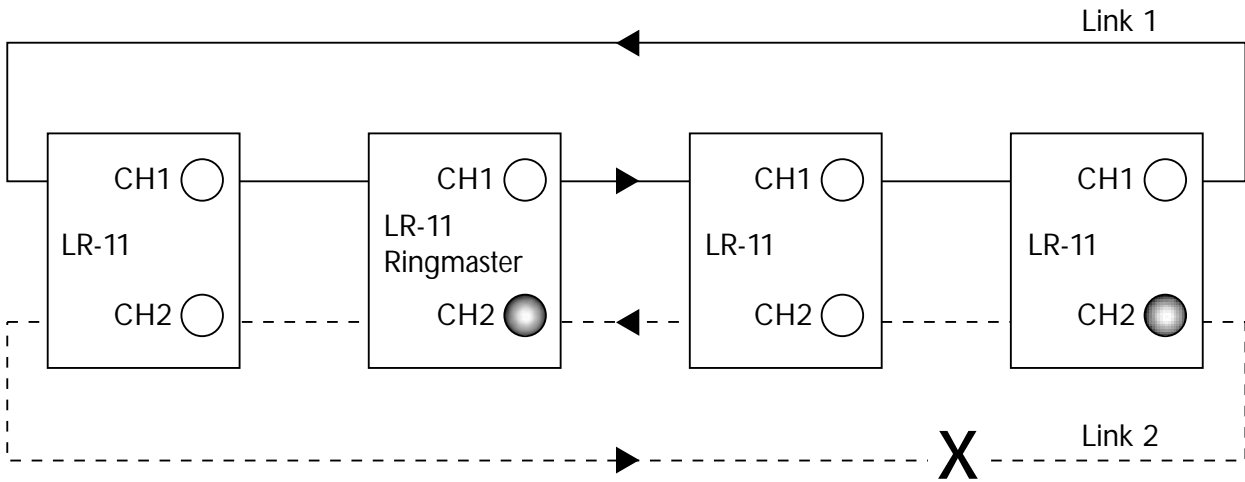 Link 1
CH1
LR-11
CH2
CH1
LR-11
Ringmaster
CH2
CH1
LR-11
CH2
CH1
LR-11
CH2
X
Link 2